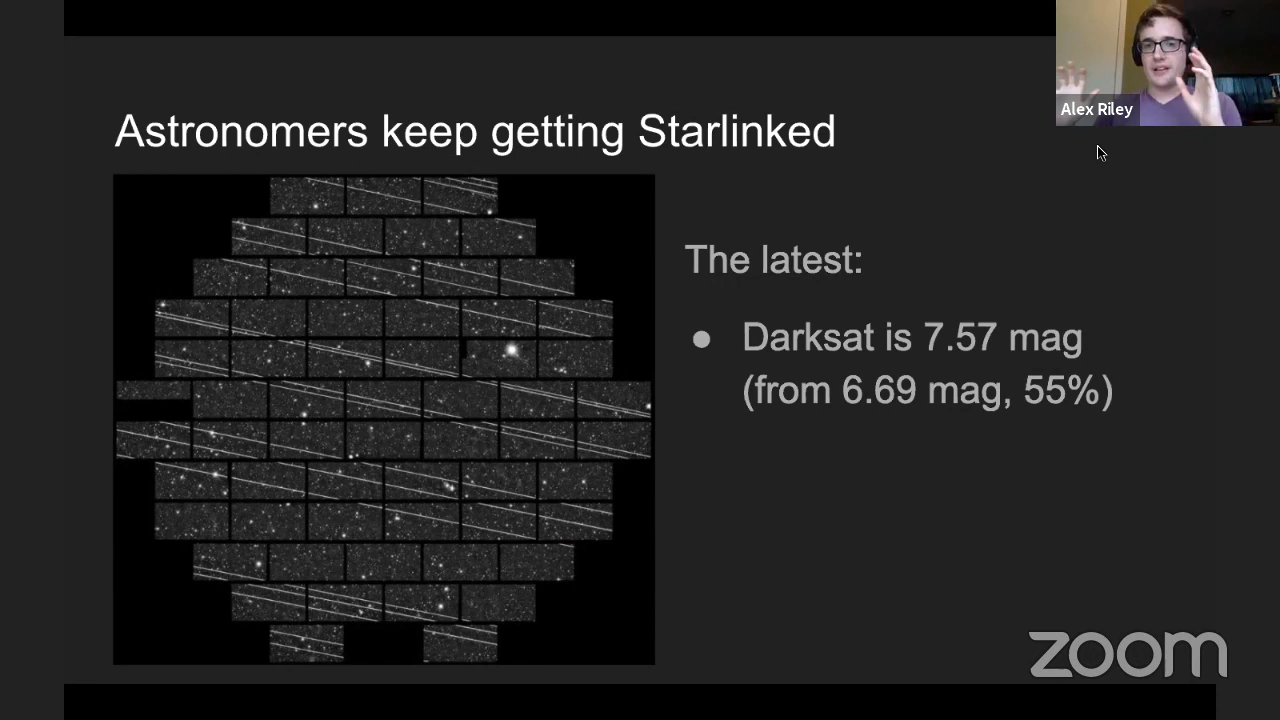 Alex Riley
Astronomers keep getting Starlinked
The latest:
● Darksat is 7.57 mag
(from 6.69 mag, 55%)
zoom